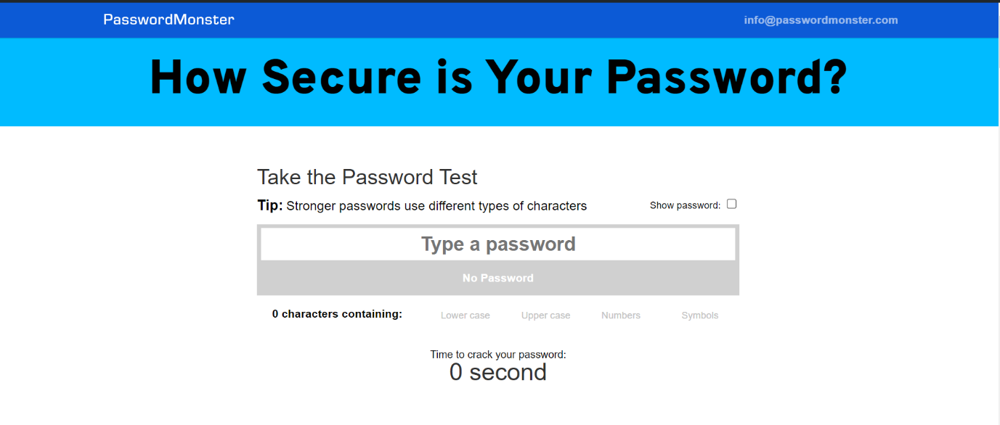 PasswordMonster
info@passwordmonster.com
How Secure is Your Password?
Take the Password Test
Tip: Stronger passwords use different types of characters
Show password:
Type a password
No Password
0 characters containing:
Lower case
Upper case
Numbers
Symbols
Time to crack your password:
0 second